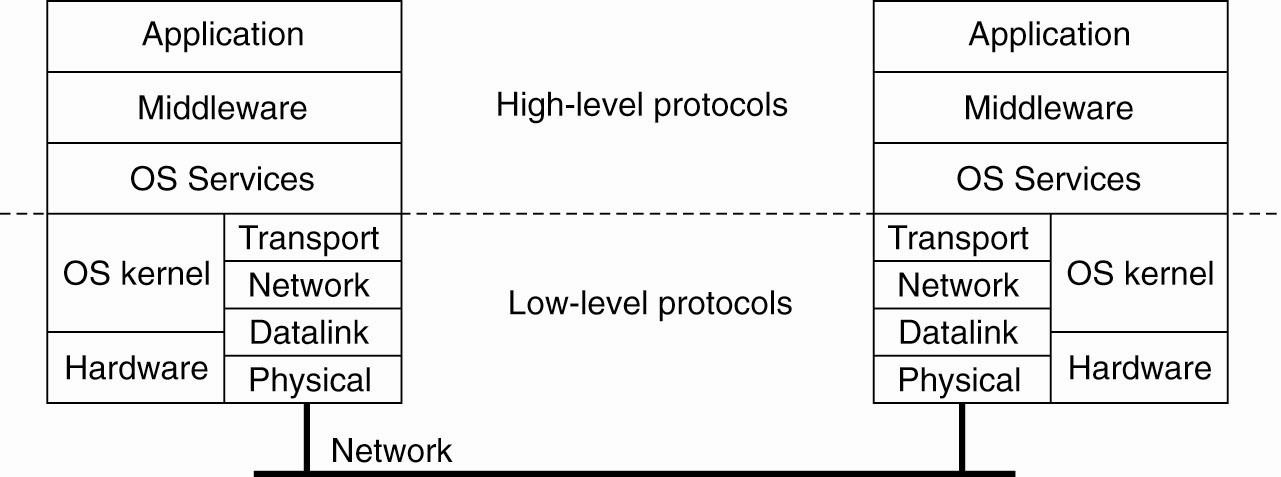 Application
Middleware
OS Services
OS kernel
Hardware
Transport
Network
Datalink
Physical
High-level protocols
Low-level protocols
Network
Application
Middleware
OS Services
Transport
Network
Datalink
Physical
OS kernel
Hardware